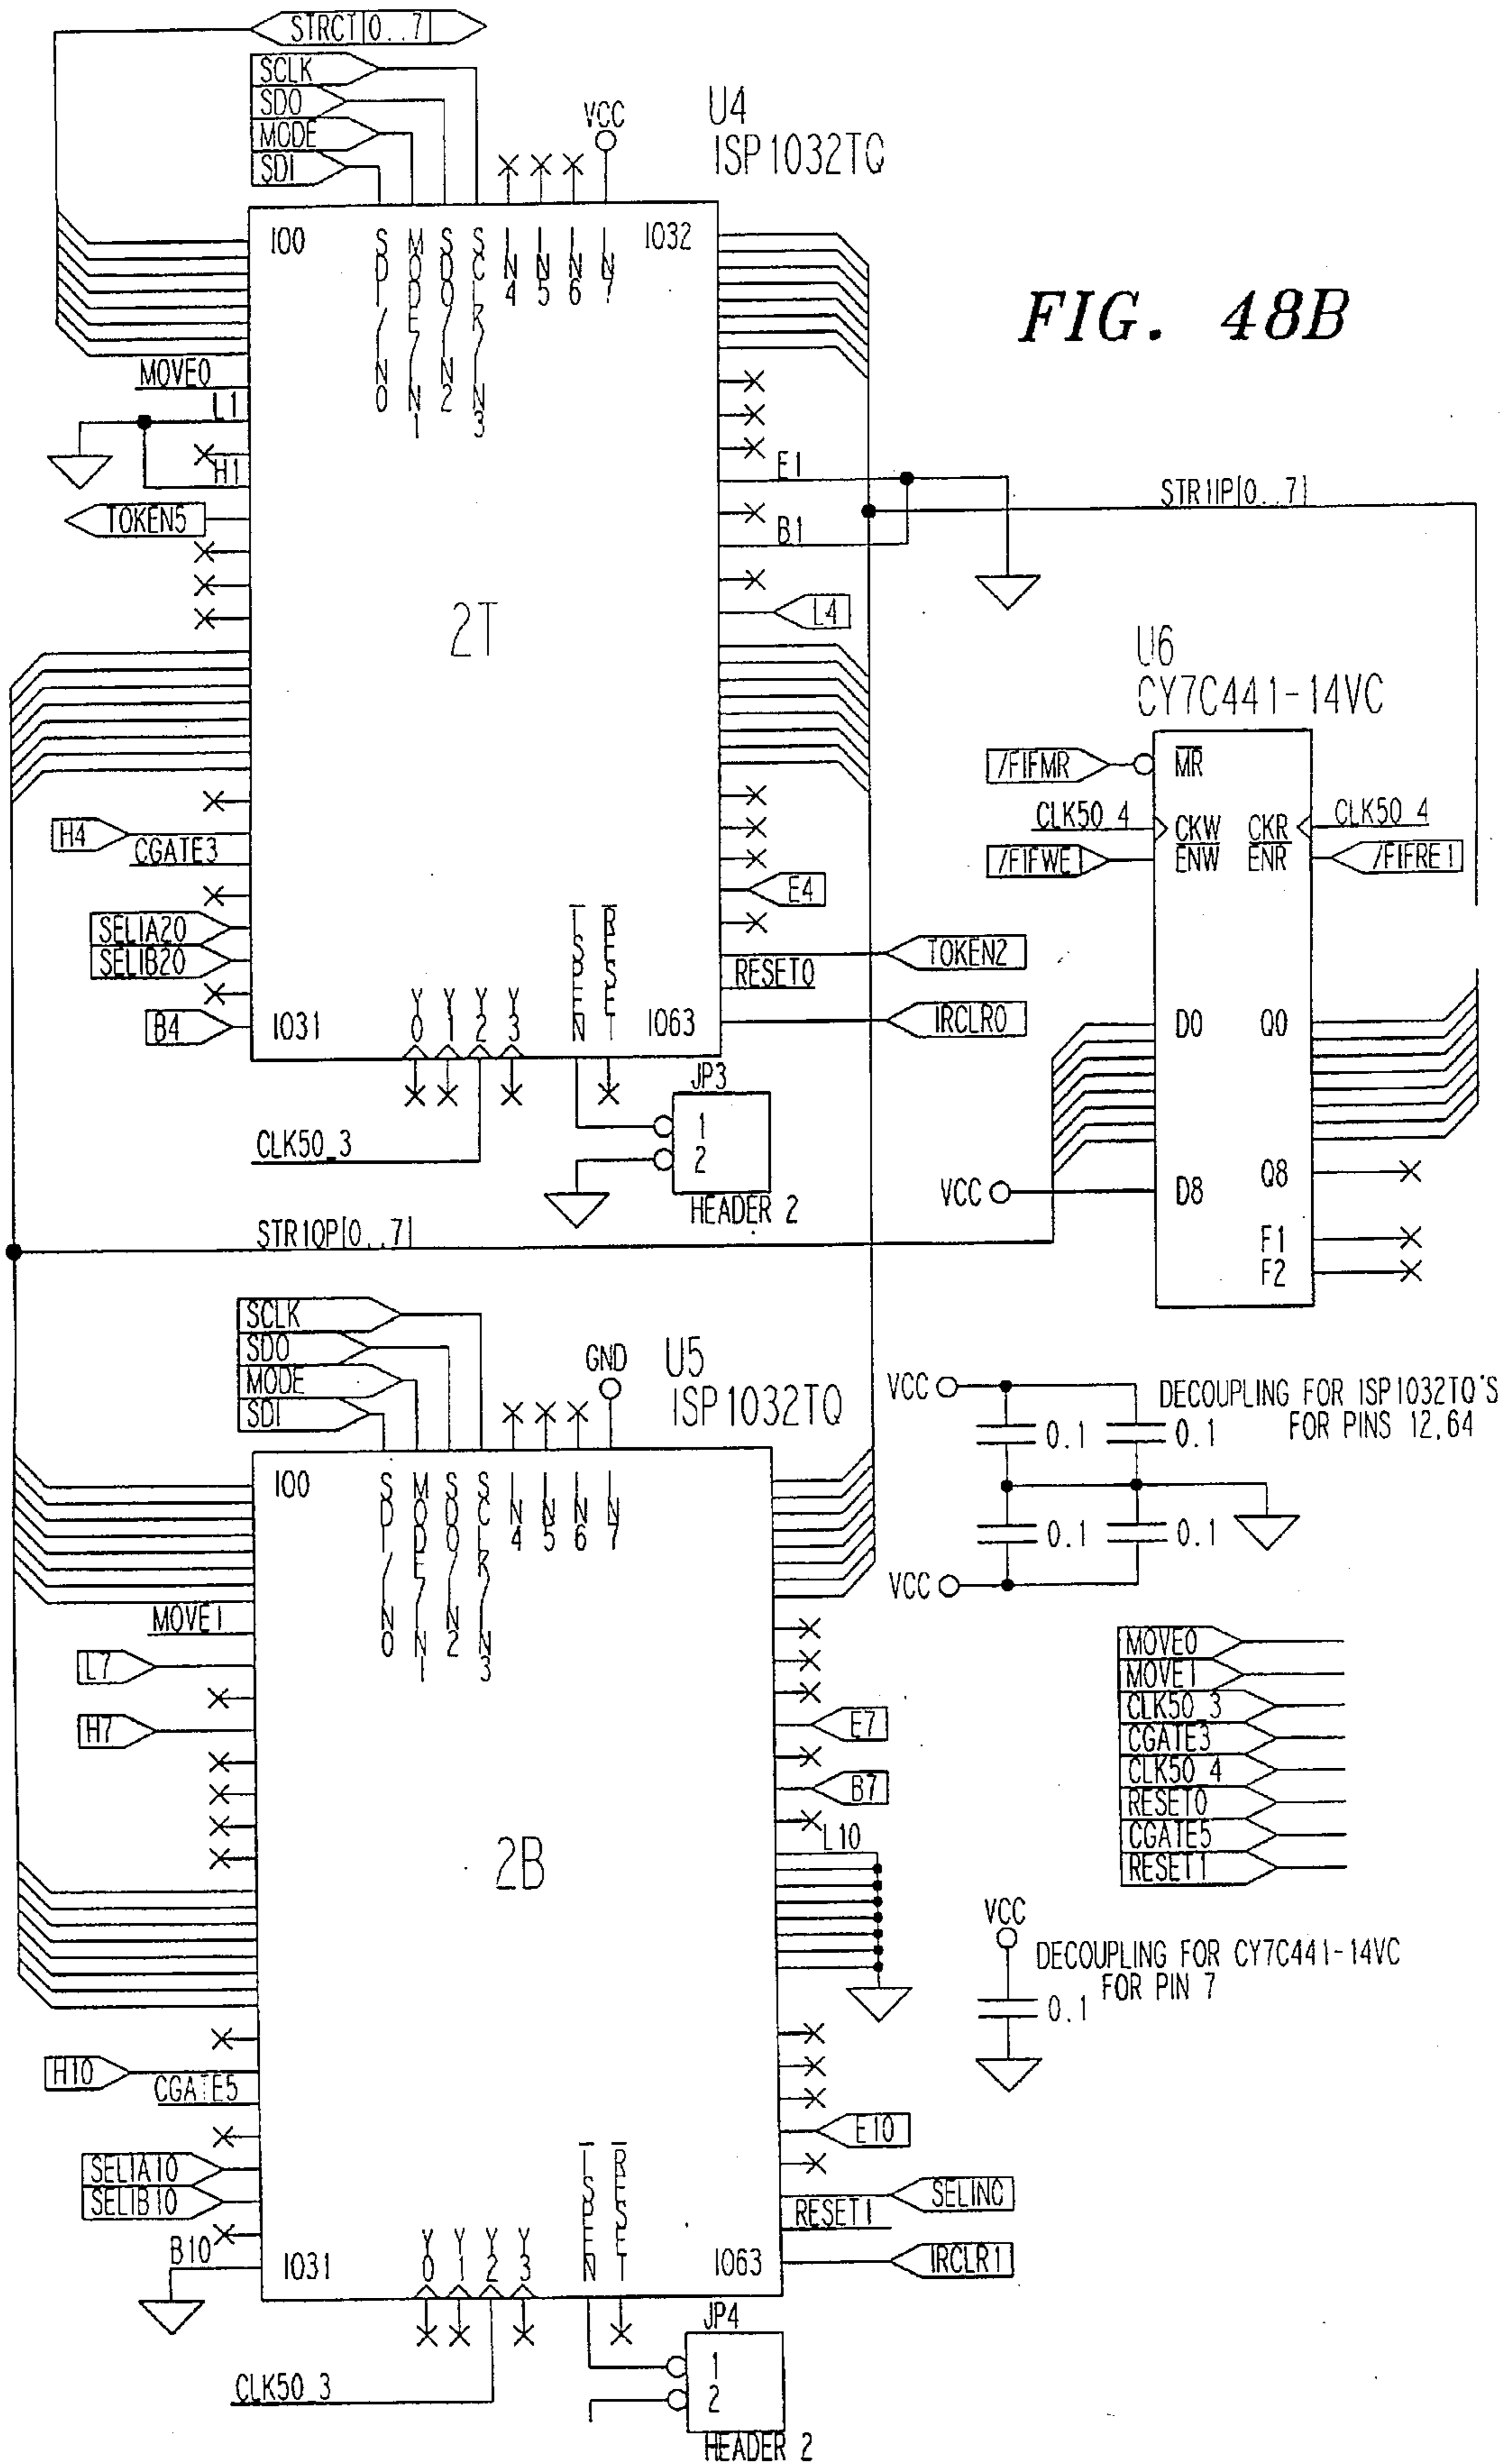 STRCT[0..7]
SCLK
SDO
MODE
SDI
VCC
U4
ISP1032TQ
IO0
SDI/IN0
MODE/IN1
SDO/IN2
SCLK/IN3
IN4
IN5
IN6
IN7
IO32
FIG. 48B
MOVE0
L1
H1
TOKEN5
E1
B1
STR1IP[0..7]
L4
2T
U6
CY7C441-14VC
/FIFMR
MR
CLK50_4
CKW
CKR
CLK50_4
/FIFWE1
ENW
ENR
/FIFRE1
H4
CGATE3
E4
SELIA20
SELIB20
B4
TOKEN2
RESET0
IRCLR0
IO31
Y0
Y1
Y2
Y3
ISPEN
RESET
IO63
D0
Q0
JP3
1
2
HEADER 2
CLK50_3
VCC
D8
Q8
F1
F2
STR1OP[0..7]
SCLK
SDO
MODE
SDI
GND
U5
ISP1032TQ
VCC
DECOUPLING FOR ISP1032TQ'S
FOR PINS 12,64
0.1
0.1
0.1
0.1
VCC
IO0
SDI/IN0
MODE/IN1
SDO/IN2
SCLK/IN3
IN4
IN5
IN6
IN7
MOVE1
L7
H7
E7
B7
L10
2B
MOVE0
MOVE1
CLK50_3
CGATE3
CLK50_4
RESET0
CGATE5
RESET1
VCC
DECOUPLING FOR CY7C441-14VC
FOR PIN 7
0.1
H10
CGATE5
E10
SELIA10
SELIB10
B10
SELINC
RESET1
IRCLR1
IO31
Y0
Y1
Y2
Y3
ISPEN
RESET
IO63
JP4
1
2
HEADER 2
CLK50_3